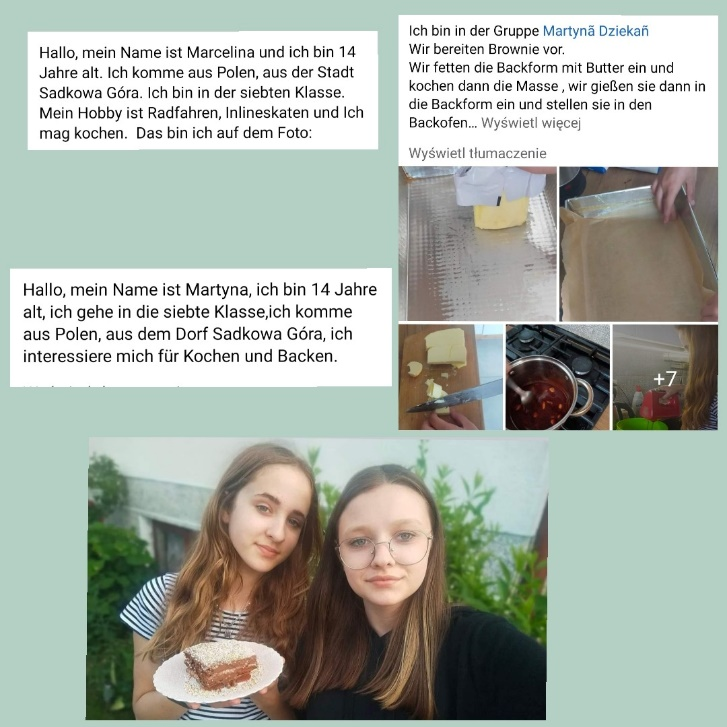 Hallo, mein Name ist Marcelina und ich bin 14
Jahre alt. Ich komme aus Polen, aus der Stadt
Sadkowa Góra. Ich bin in der siebten Klasse.
Mein Hobby ist Radfahren, Inlineskaten und Ich
mag kochen. Das bin ich auf dem Foto:
Ich bin in der Gruppe Martynã Dziekañ
Wir bereiten Brownie vor.
Wir fetten die Backform mit Butter ein und
kochen dann die Masse , wir gießen sie dann in
die Backform ein und stellen sie in den
Backofen... Wyświetl więcej
Wyświetl tłumaczenie
+7
Hallo, mein Name ist Martyna, ich bin 14 Jahre
alt, ich gehe in die siebte Klasse,ich komme
aus Polen, aus dem Dorf Sadkowa Góra, ich
interessiere mich für Kochen und Backen.